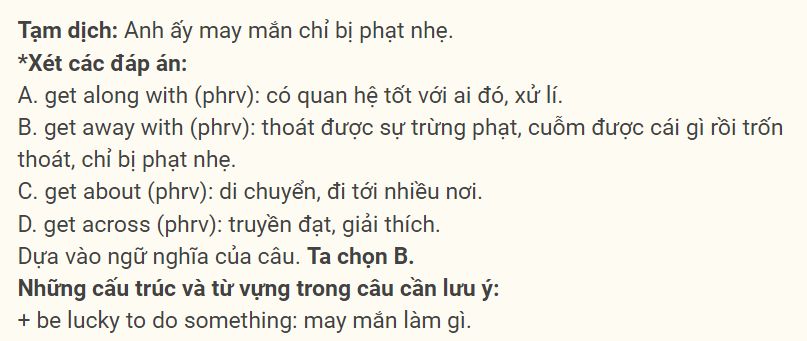 Tạm dịch: Anh ấy may mắn chỉ bị phạt nhẹ.
*Xét các đáp án:
A. get along with (phrv): có quan hệ tốt với ai đó, xử lí.
B. get away with (phrv): thoát được sự trừng phạt, cuỗm được cái gì rồi trốn
thoát, chỉ bị phạt nhẹ.
C. get about (phrv): di chuyển, đi tới nhiều nơi.
D. get across (phrv): truyền đạt, giải thích.
Dựa vào ngữ nghĩa của câu. Ta chọn B.
Những cấu trúc và từ vựng trong câu cần lưu ý:
+ be lucky to do something: may mắn làm gì.